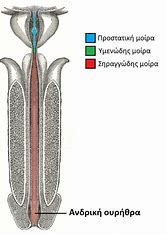 Προστατική μοίρα
Υμενώδης μοίρα
Σηραγγώδης μοίρα
Ανδρική ουρήθρα